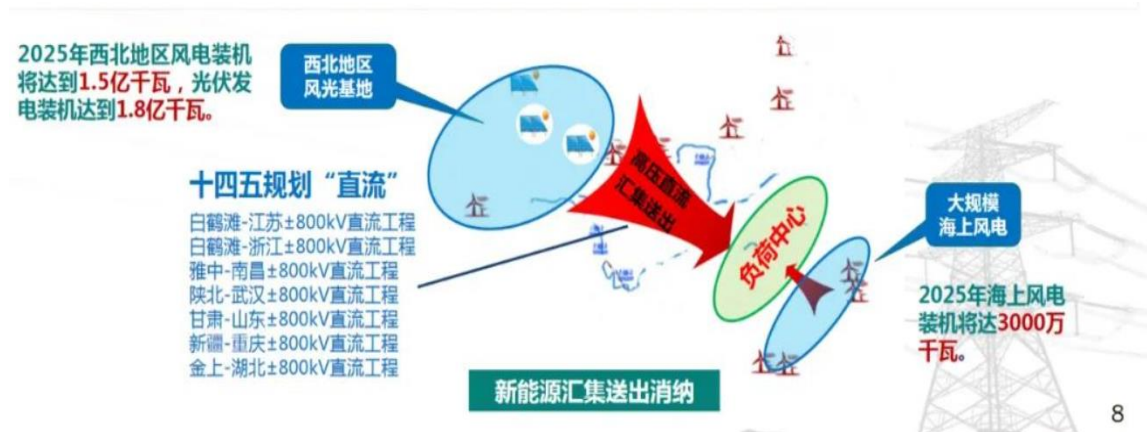 2025年西北地区风电装机
将达到1.5亿千瓦，光伏发
电装机达到1.8亿千瓦。
西北地区
风光基地
高压直流
汇集送出
十四五规划“直流”
白鹤滩-江苏±800kV直流工程
白鹤滩-浙江±800kV直流工程
雅中-南昌±800kV直流工程
陕北-武汉±800kV直流工程
甘肃-山东±800kV直流工程
新疆-重庆±800kV直流工程
金上-湖北±800kV直流工程
负荷中心
大规模
海上风电
2025年海上风电
装机将达3000万
千瓦。
新能源汇集送出消纳
8